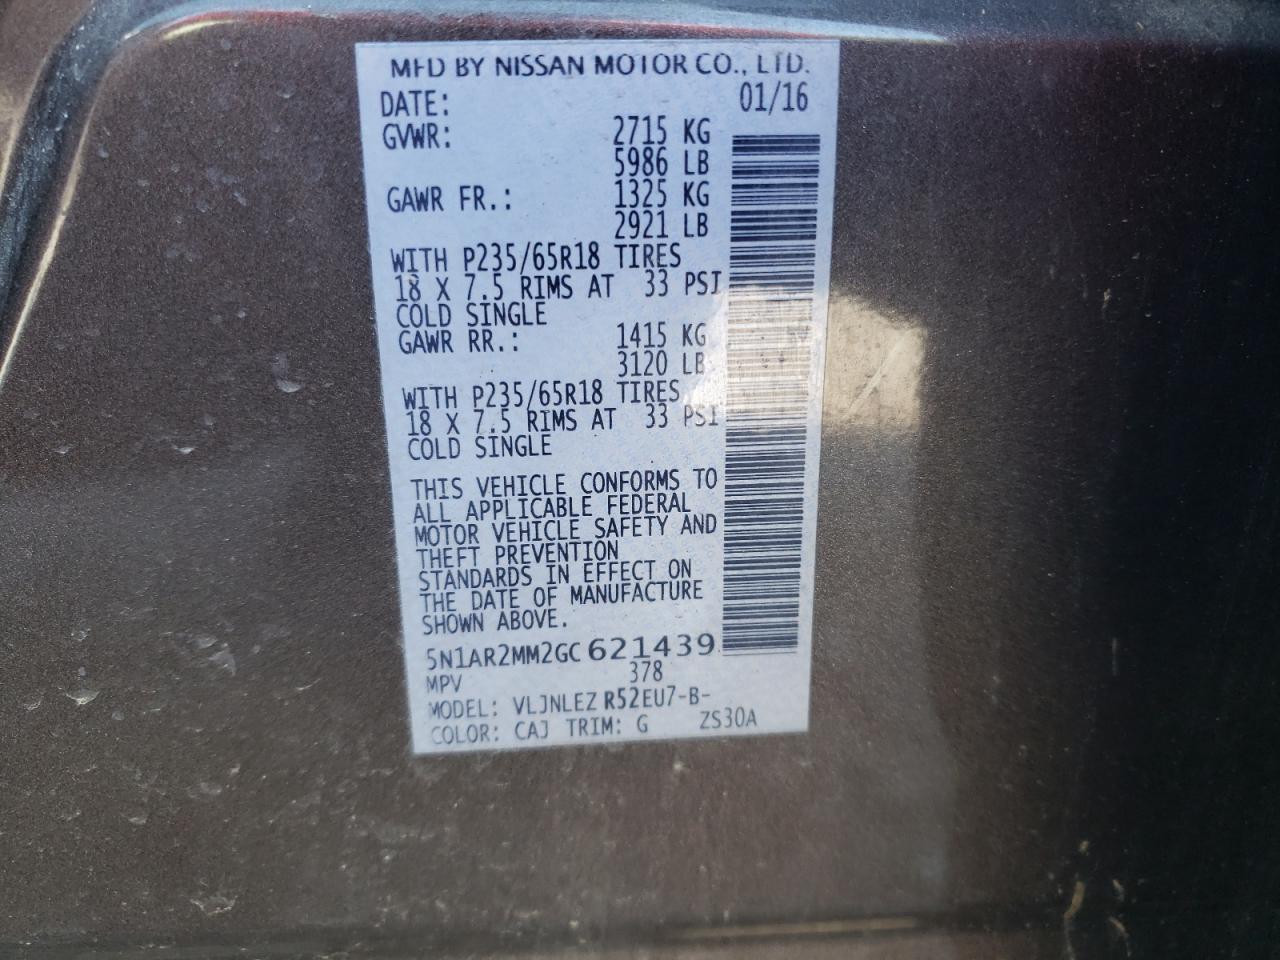 MFD BY NISSAN MOTOR CO., LTD.
DATE: 01/16
GVWR: 2715 KG
5986 LB
GAWR FR.: 1325 KG
2921 LB
WITH P235/65R18 TIRES
18 X 7.5 RIMS AT 33 PSI
COLD SINGLE
GAWR RR.: 1415 KG
3120 LB
WITH P235/65R18 TIRES
18 X 7.5 RIMS AT 33 PSI
COLD SINGLE
THIS VEHICLE CONFORMS TO
ALL APPLICABLE FEDERAL
MOTOR VEHICLE SAFETY AND
THEFT PREVENTION
STANDARDS IN EFFECT ON
THE DATE OF MANUFACTURE
SHOWN ABOVE.
5N1AR2MM2GC621439
MPV 378
MODEL: VLJNLEZ R52EU7-B-
COLOR: CAJ TRIM: G ZS30A